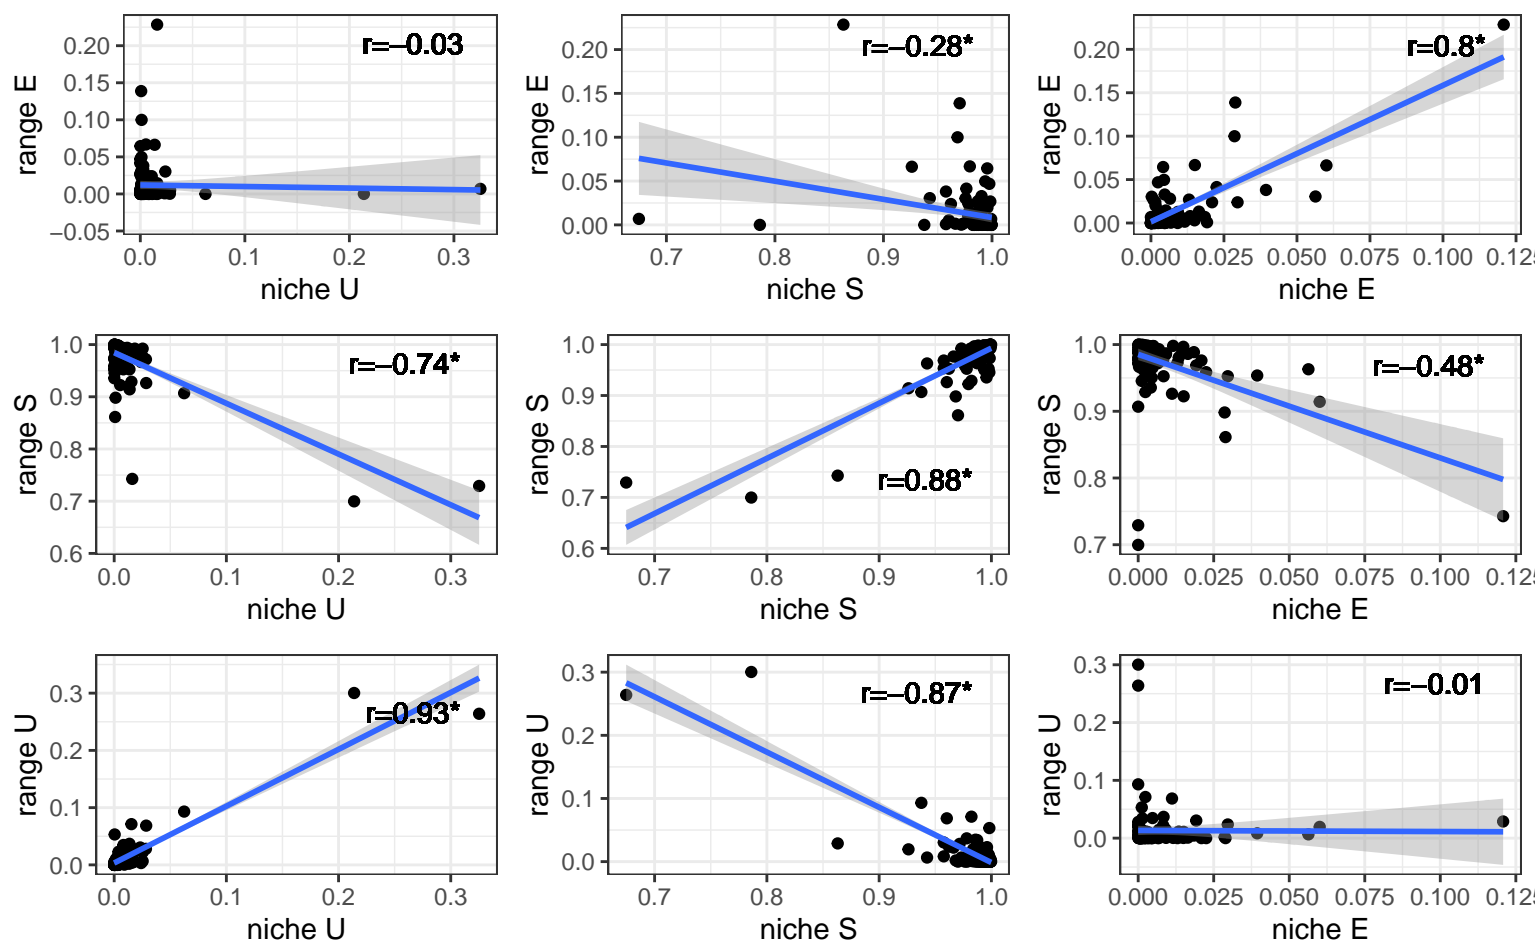 range E
0.20
0.15
0.10
0.05
0.00
−0.05
r=−0.03
0.0 0.1 0.2 0.3
niche U
range E
0.20
0.15
0.10
0.05
0.00
r=−0.28*
0.7 0.8 0.9 1.0
niche S
range E
0.20
0.15
0.10
0.05
0.00
r=0.8*
0.000 0.025 0.050 0.075 0.100 0.125
niche E
range S
1.0
0.9
0.8
0.7
0.6
r=−0.74*
0.0 0.1 0.2 0.3
niche U
range S
1.0
0.9
0.8
0.7
0.6
r=0.88*
0.7 0.8 0.9 1.0
niche S
range S
1.0
0.9
0.8
0.7
r=−0.48*
0.000 0.025 0.050 0.075 0.100 0.125
niche E
range U
0.3
0.2
0.1
0.0
r=0.93*
0.0 0.1 0.2 0.3
niche U
range U
0.3
0.2
0.1
0.0
r=−0.87*
0.7 0.8 0.9 1.0
niche S
range U
0.3
0.2
0.1
0.0
r=−0.01
0.000 0.025 0.050 0.075 0.100 0.125
niche E